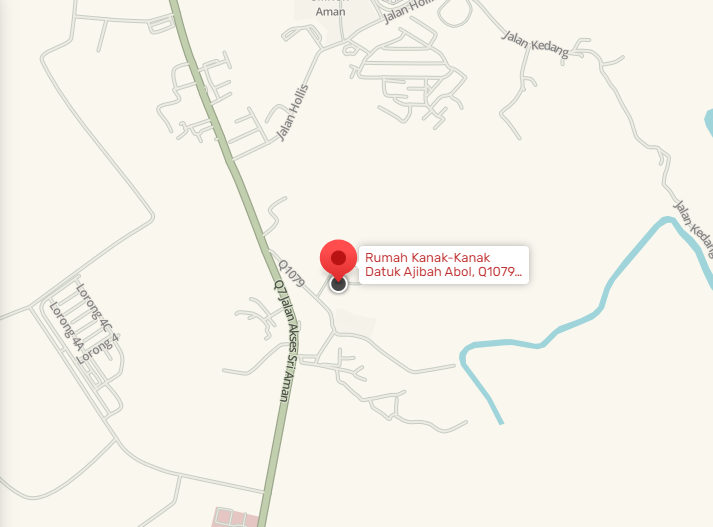 Aman
Jalan Hollis
Jalan Kedang
Jalan Hollis
Jalan Kedang
Rumah Kanak-Kanak
Datuk Ajibah Abol, Q1079...
Q1079
Q7 Jalan Akses Sri Aman
Lorong 4C
Lorong 4A
Lorong 4